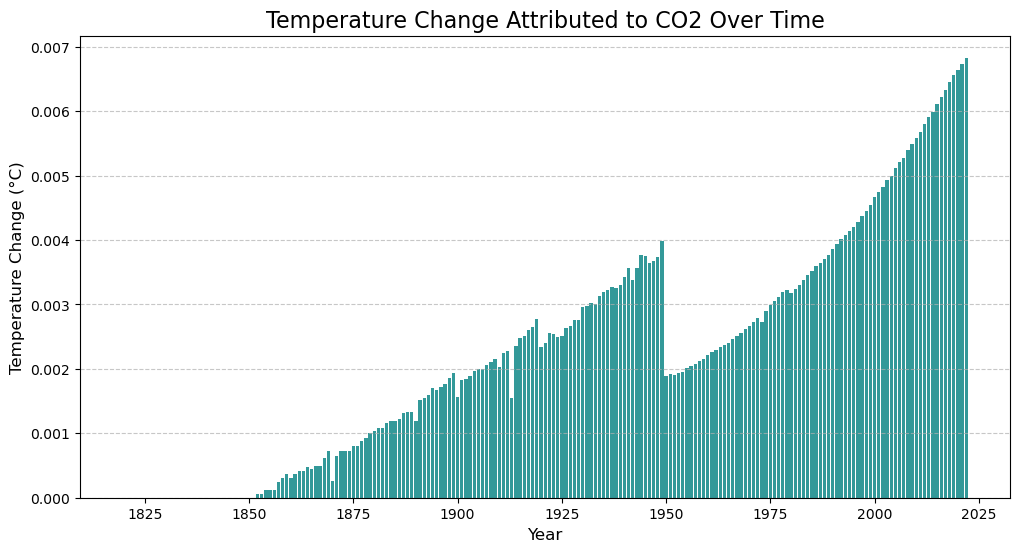 Temperature Change Attributed to CO2 Over Time
Temperature Change (°C)
0.007
0.006
0.005
0.004
0.003
0.002
0.001
0.000
1825 1850 1875 1900 1925 1950 1975 2000 2025
Year